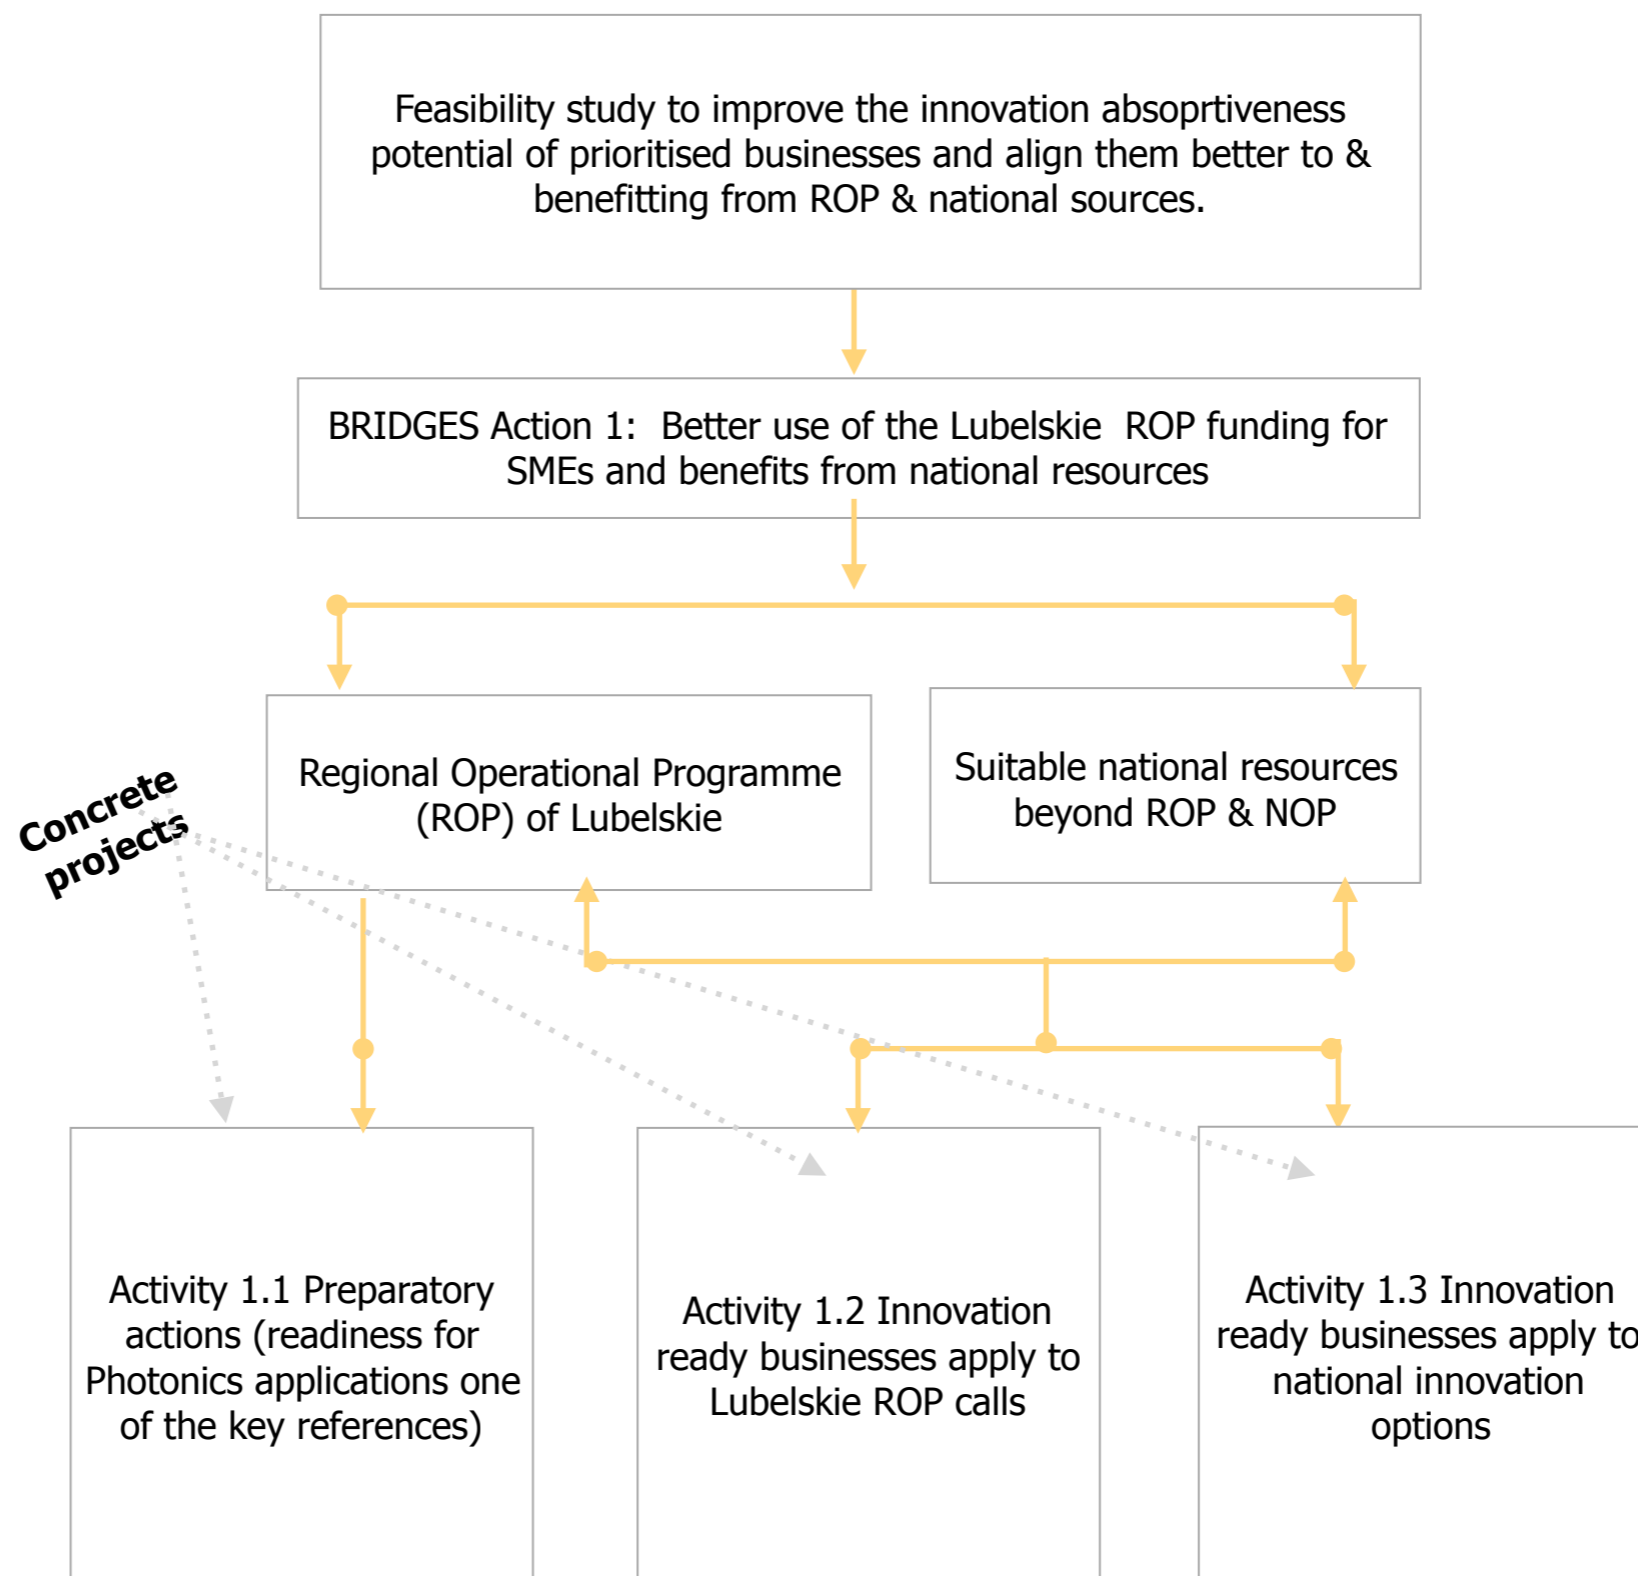 Feasibility study to improve the innovation absoprtiveness
potential of prioritised businesses and align them better to &
benefitting from ROP & national sources.
BRIDGES Action 1:  Better use of the Lubelskie  ROP funding for
SMEs and benefits from national resources
Regional Operational Programme
(ROP) of Lubelskie
Suitable national resources
beyond ROP & NOP
Concrete
projects
Activity 1.1 Preparatory
actions (readiness for
Photonics applications one
of the key references)
Activity 1.2 Innovation
ready businesses apply to
Lubelskie ROP calls
Activity 1.3 Innovation
ready businesses apply to
national innovation
options